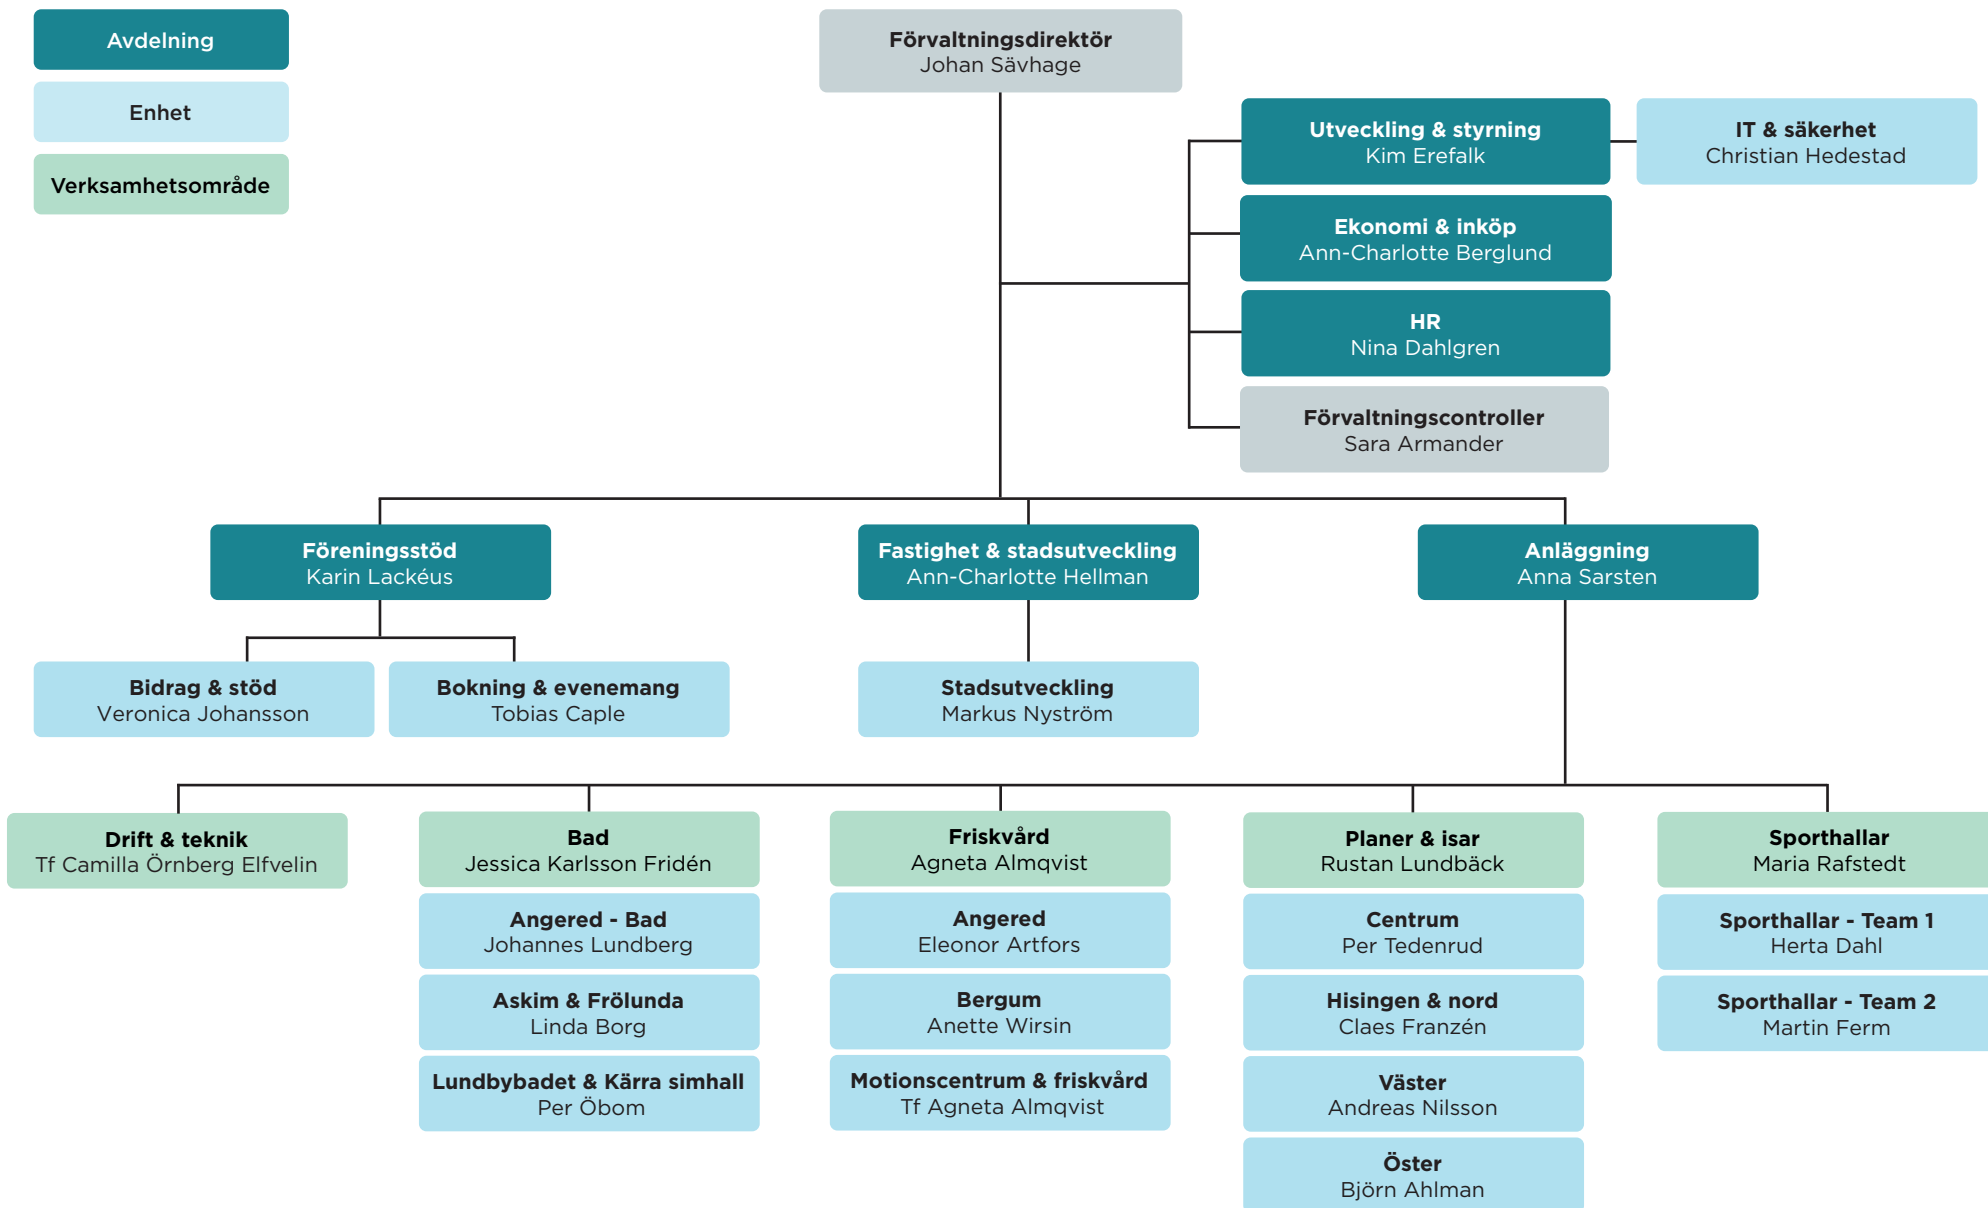 Avdelning
Enhet
Verksamhetsområde
Förvaltningsdirektör
Johan Sävhage
Utveckling & styrning
Kim Erefalk
IT & säkerhet
Christian Hedestad
Ekonomi & inköp
Ann-Charlotte Berglund
HR
Nina Dahlgren
Förvaltningscontroller
Sara Armander
Föreningsstöd
Karin Lackéus
Fastighet & stadsutveckling
Ann-Charlotte Hellman
Anläggning
Anna Sarsten
Bidrag & stöd
Veronica Johansson
Bokning & evenemang
Tobias Caple
Stadsutveckling
Markus Nyström
Drift & teknik
Tf Camilla Örnberg Elfvelin
Bad
Jessica Karlsson Fridén
Angered - Bad
Johannes Lundberg
Askim & Frölunda
Linda Borg
Lundbybadet & Kärra simhall
Per Öbom
Friskvård
Agneta Almqvist
Angered
Eleonor Artfors
Bergum
Anette Wirsin
Motionscentrum & friskvård
Tf Agneta Almqvist
Planer & isar
Rustan Lundbäck
Centrum
Per Tedenrud
Hisingen & nord
Claes Franzén
Väster
Andreas Nilsson
Öster
Björn Ahlman
Sporthallar
Maria Rafstedt
Sporthallar - Team 1
Herta Dahl
Sporthallar - Team 2
Martin Ferm